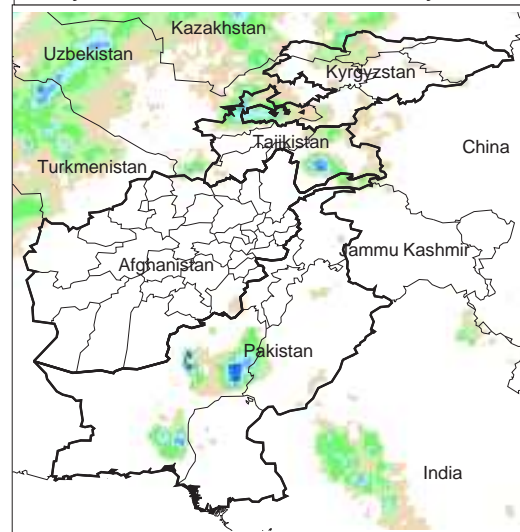 Kazakhstan
Uzbekistan
Kyrgyzstan
Tajikistan
China
Turkmenistan
Jammu Kashmir
Afghanistan
Pakistan
India